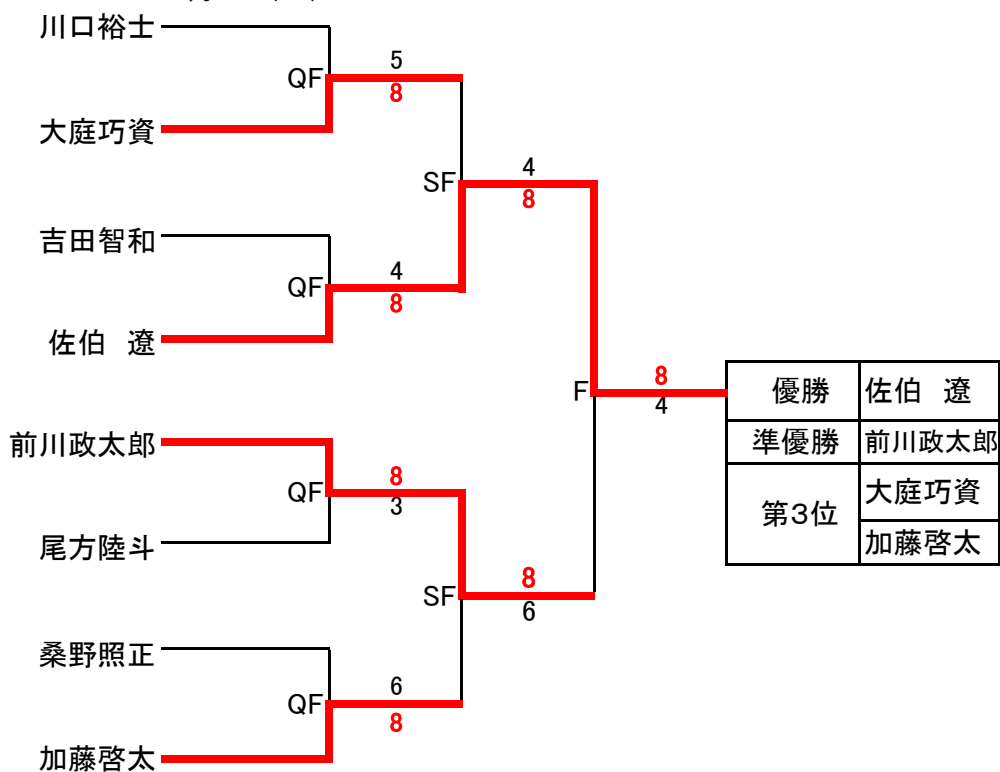 川口裕士
5
QF
8
大庭巧資
4
SF
8
吉田智和
4
QF
8
佐伯　遼
8
F
4
優勝 佐伯　遼
準優勝 前川政太郎
第3位 大庭巧資
加藤啓太
前川政太郎
8
QF
3
尾方陸斗
8
SF
6
桑野照正
6
QF
8
加藤啓太